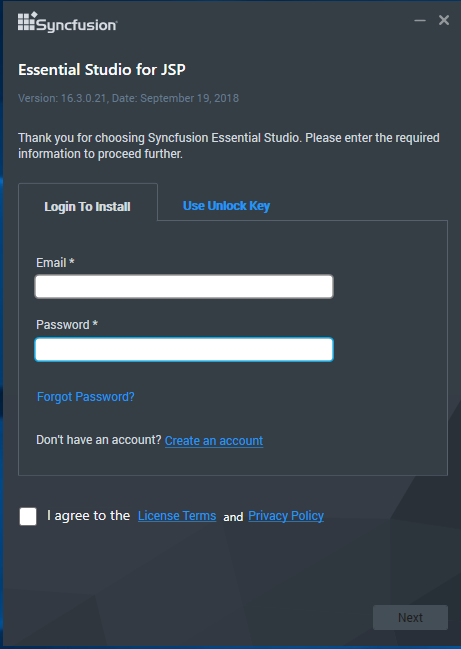 Syncfusion
Essential Studio for JSP
Version: 16.3.0.21, Date: September 19, 2018
Thank you for choosing Syncfusion Essential Studio. Please enter the required
information to proceed further.
Login To Install
Use Unlock Key
Email *
Password *
Forgot Password?
Don't have an account? Create an account
I agree to the License Terms and Privacy Policy
Next